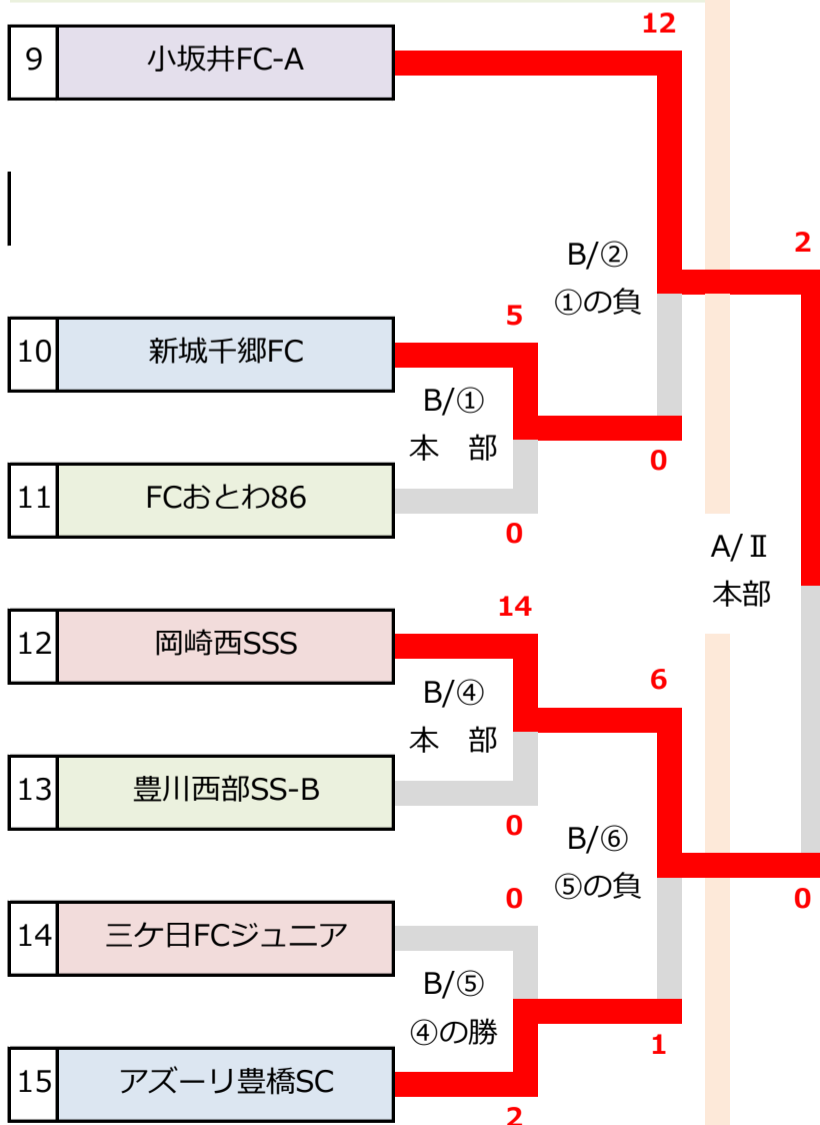 12
9 小坂井FC-A
2
B/②
①の負
5
10 新城千郷FC
B/①
本　部
0
11 FCおとわ86
0
A/Ⅱ
本部
14
12 岡崎西SSS
6
B/④
本　部
13 豊川西部SS-B
0
B/⑥
⑤の負
0
0
14 三ケ日FCジュニア
B/⑤
④の勝
1
15 アズーリ豊橋SC
2